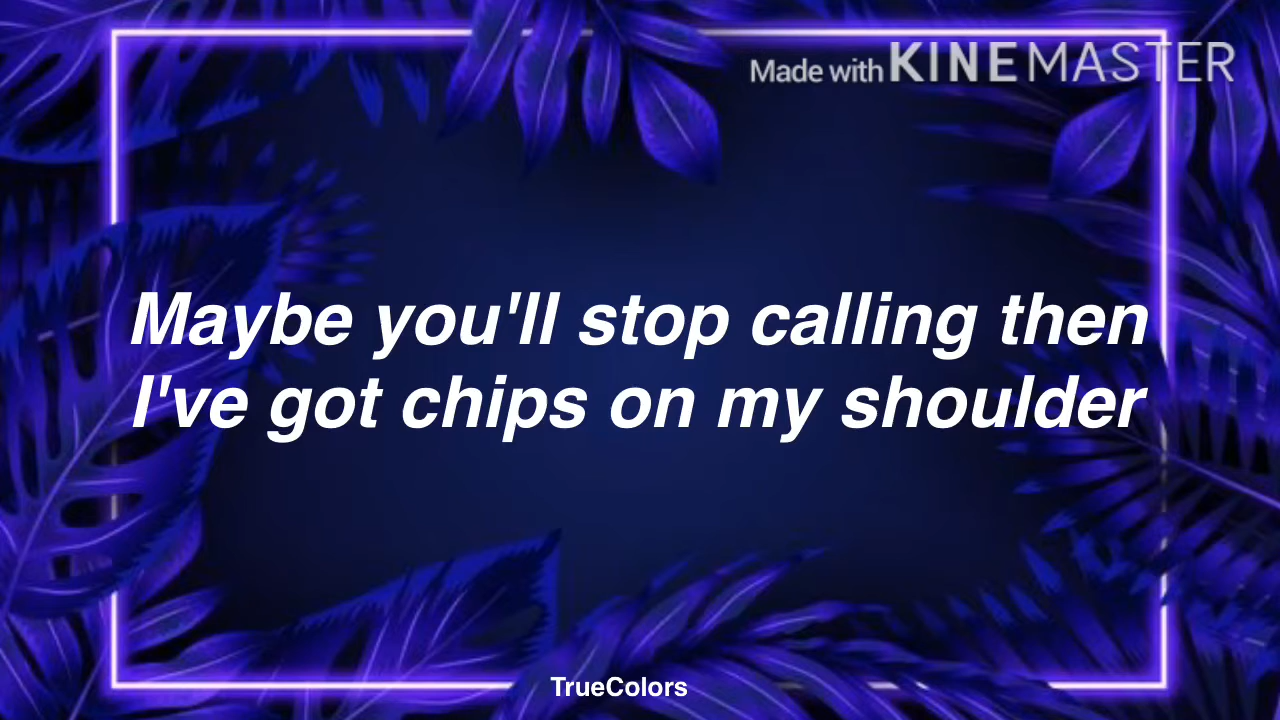 Made with KINEMASTER
Maybe you'll stop calling then
I've got chips on my shoulder
TrueColors